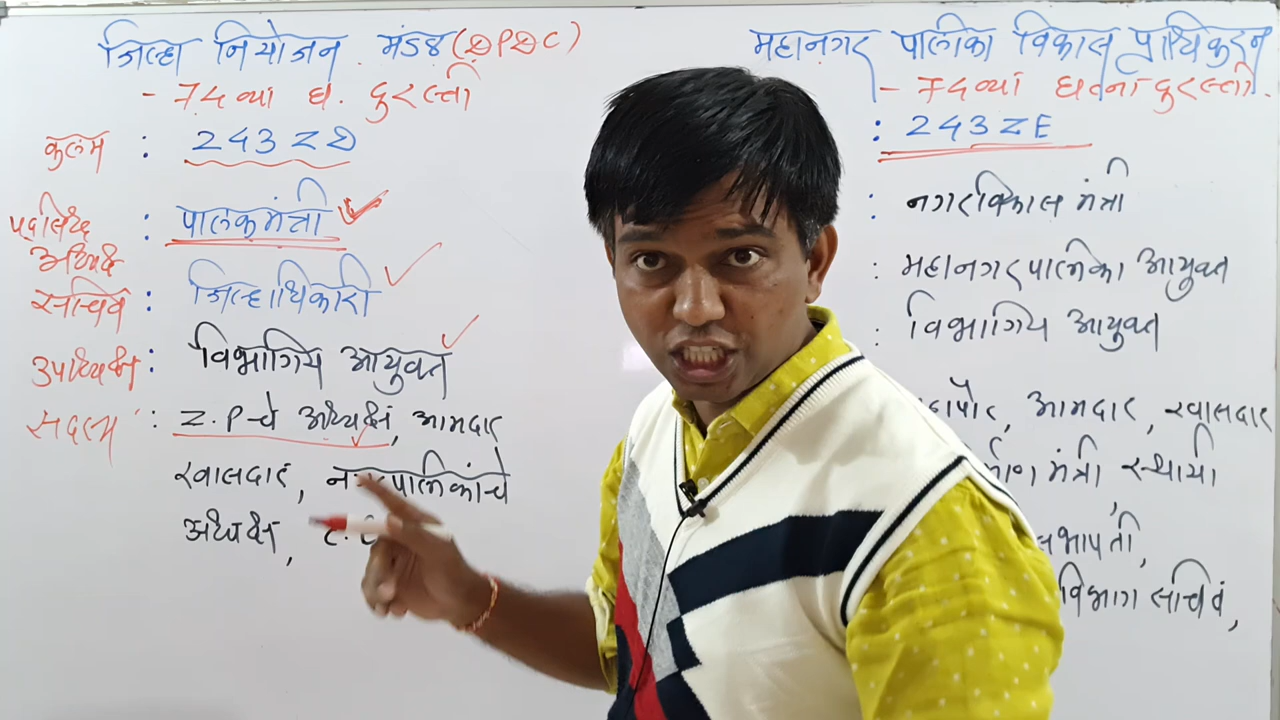 जिल्हा नियोजन मंडळ (DPDC)
- 74 व्या घ. दुरुस्ती
कलम : 243 ZD
पदसिद्ध अध्यक्ष : पालकमंत्री
सचिव : जिल्हाधिकारी
उपाध्यक्ष : विभागिय आयुक्त
सदस्य : Z.P चे अध्यक्ष, आमदार
खासदार, नगरपालिकांचे
अध्यक्ष,
महानगर पालिका विकास प्राधिकरण
- 74 व्या घटना दुरुस्ती.
: 243 ZE
: नगरविकास मंत्री
: महानगरपालिका आयुक्त
: विभागिय आयुक्त
आमदार, खासदार
मंत्री, स्थायी
सभापती,
विभाग सचिव,